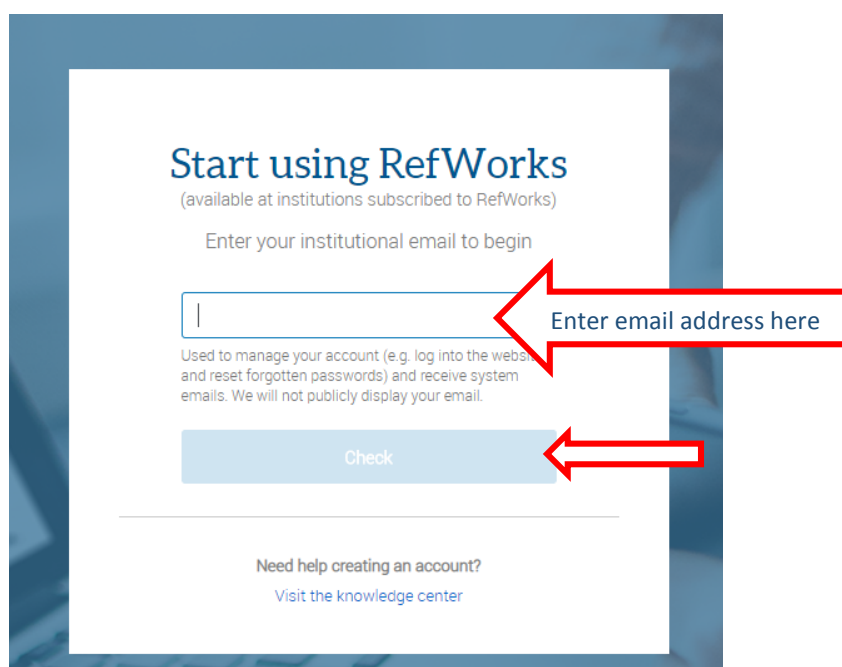 Start using RefWorks
(available at institutions subscribed to RefWorks)
Enter your institutional email to begin
Enter email address here
Used to manage your account (e.g. log into the
and reset forgotten passwords) and receive system
emails. We will not publicly display your email.
Check
Need help creating an account?
Visit the knowledge center